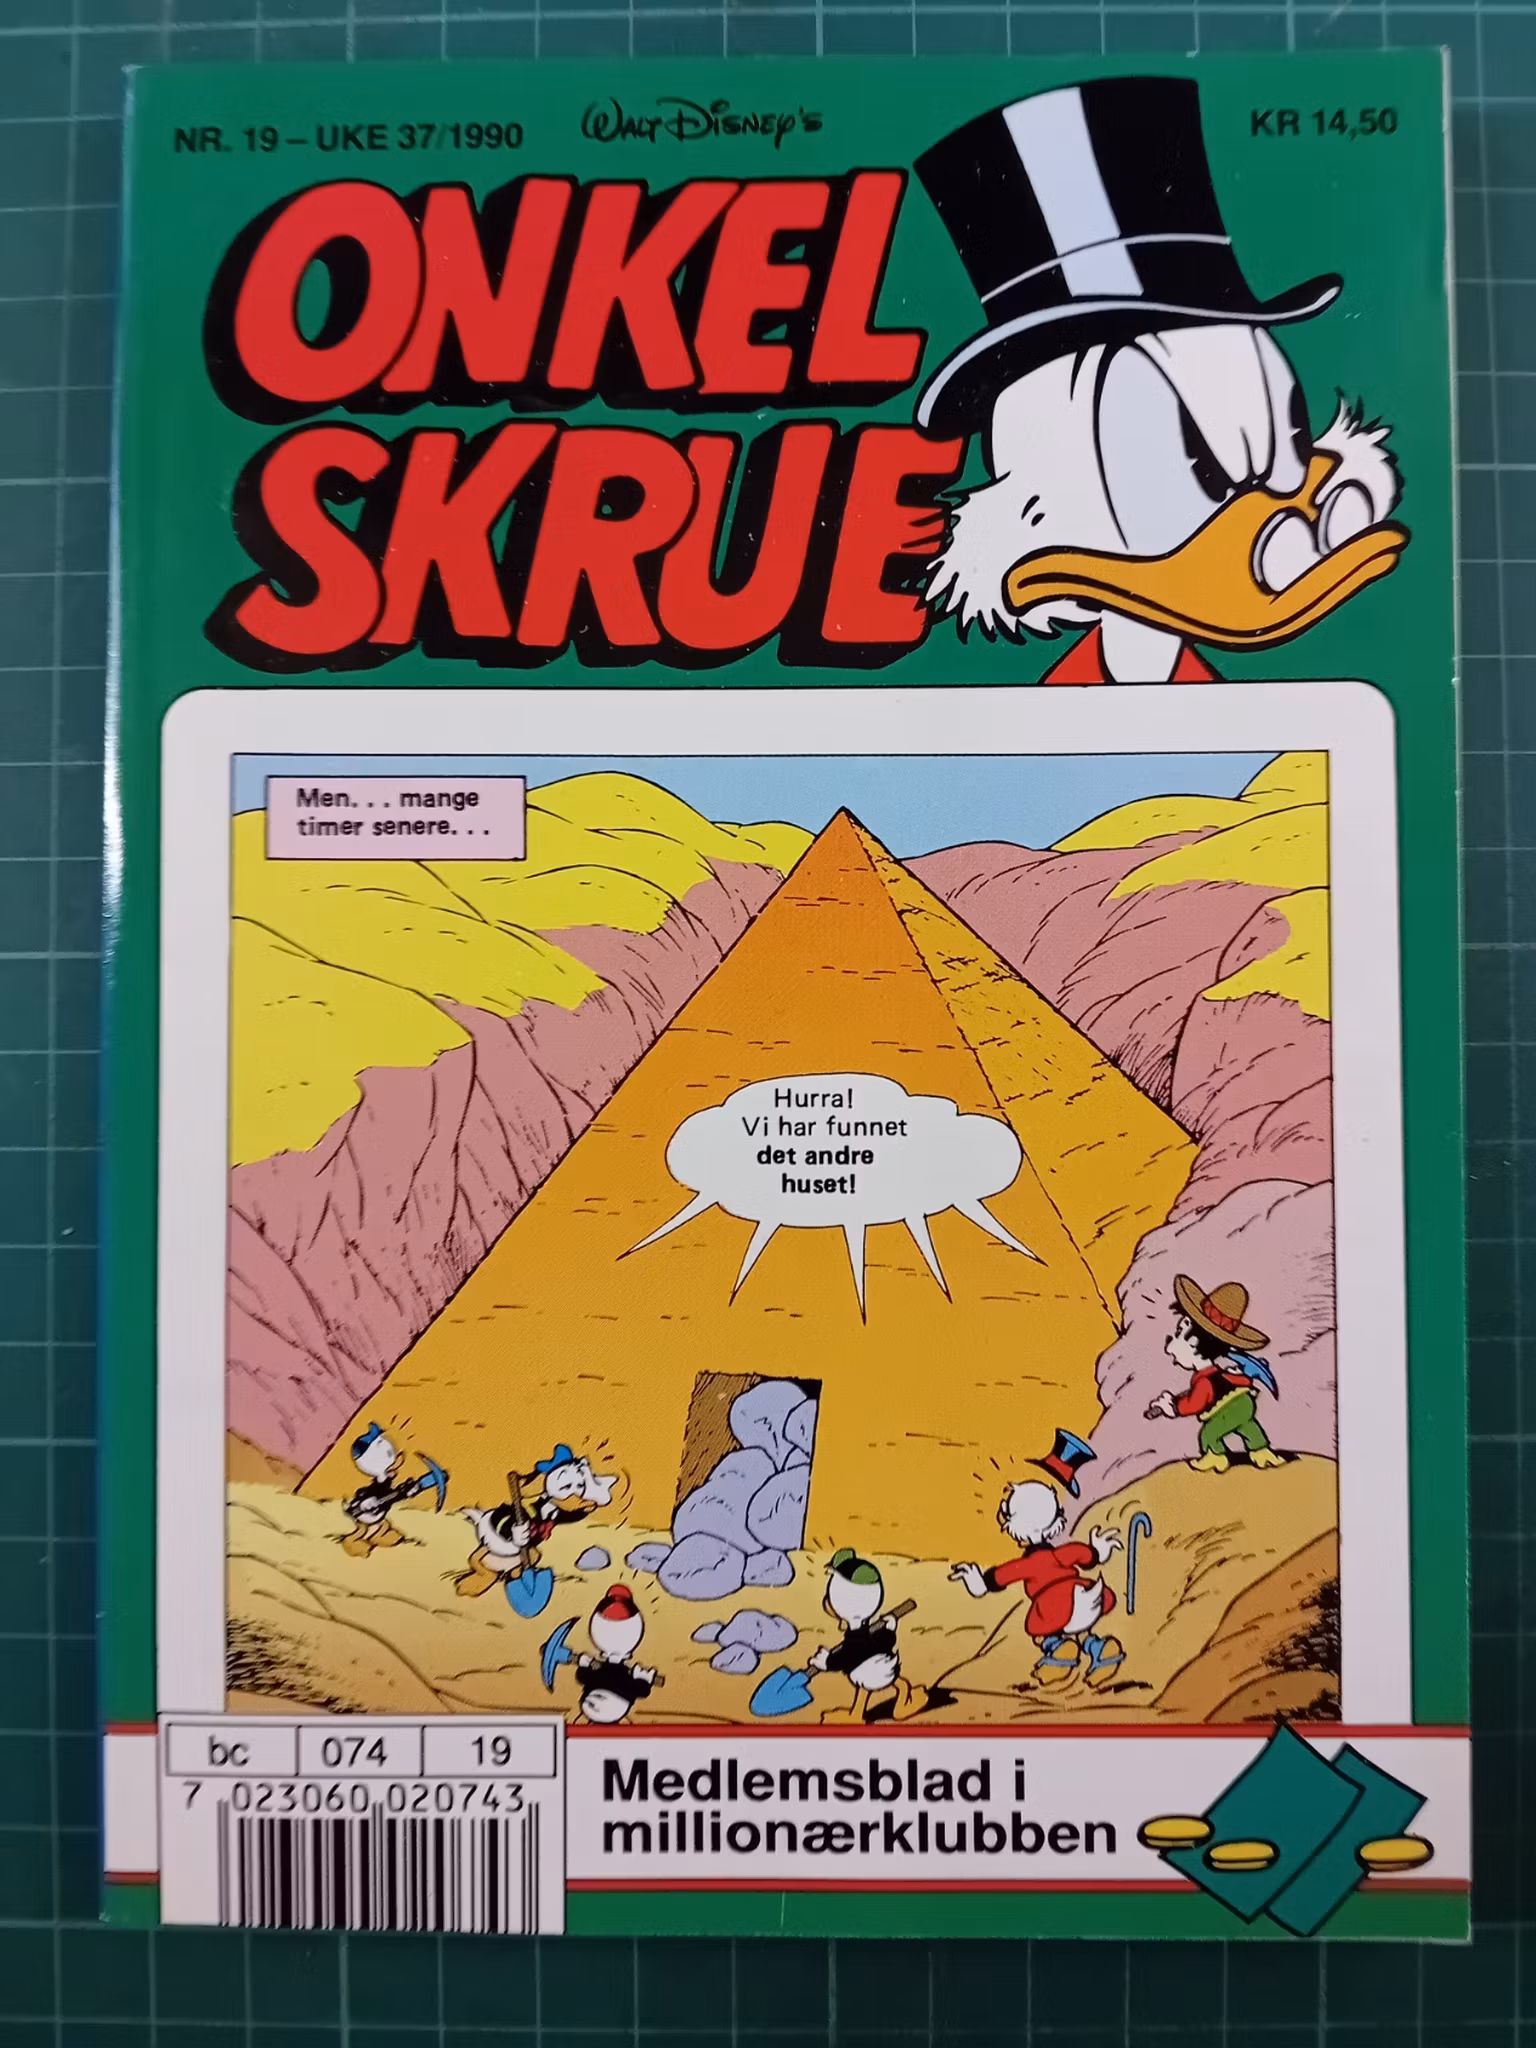 NR. 19 – UKE 37/1990
WALT DISNEY'S
KR 14,50
ONKEL
SKRUE
Men. . . mange
timer senere. . .
Hurra!
Vi har funnet
det andre
huset!
bc 074 19
7 023060 020743
Medlemsblad i
millionærklubben